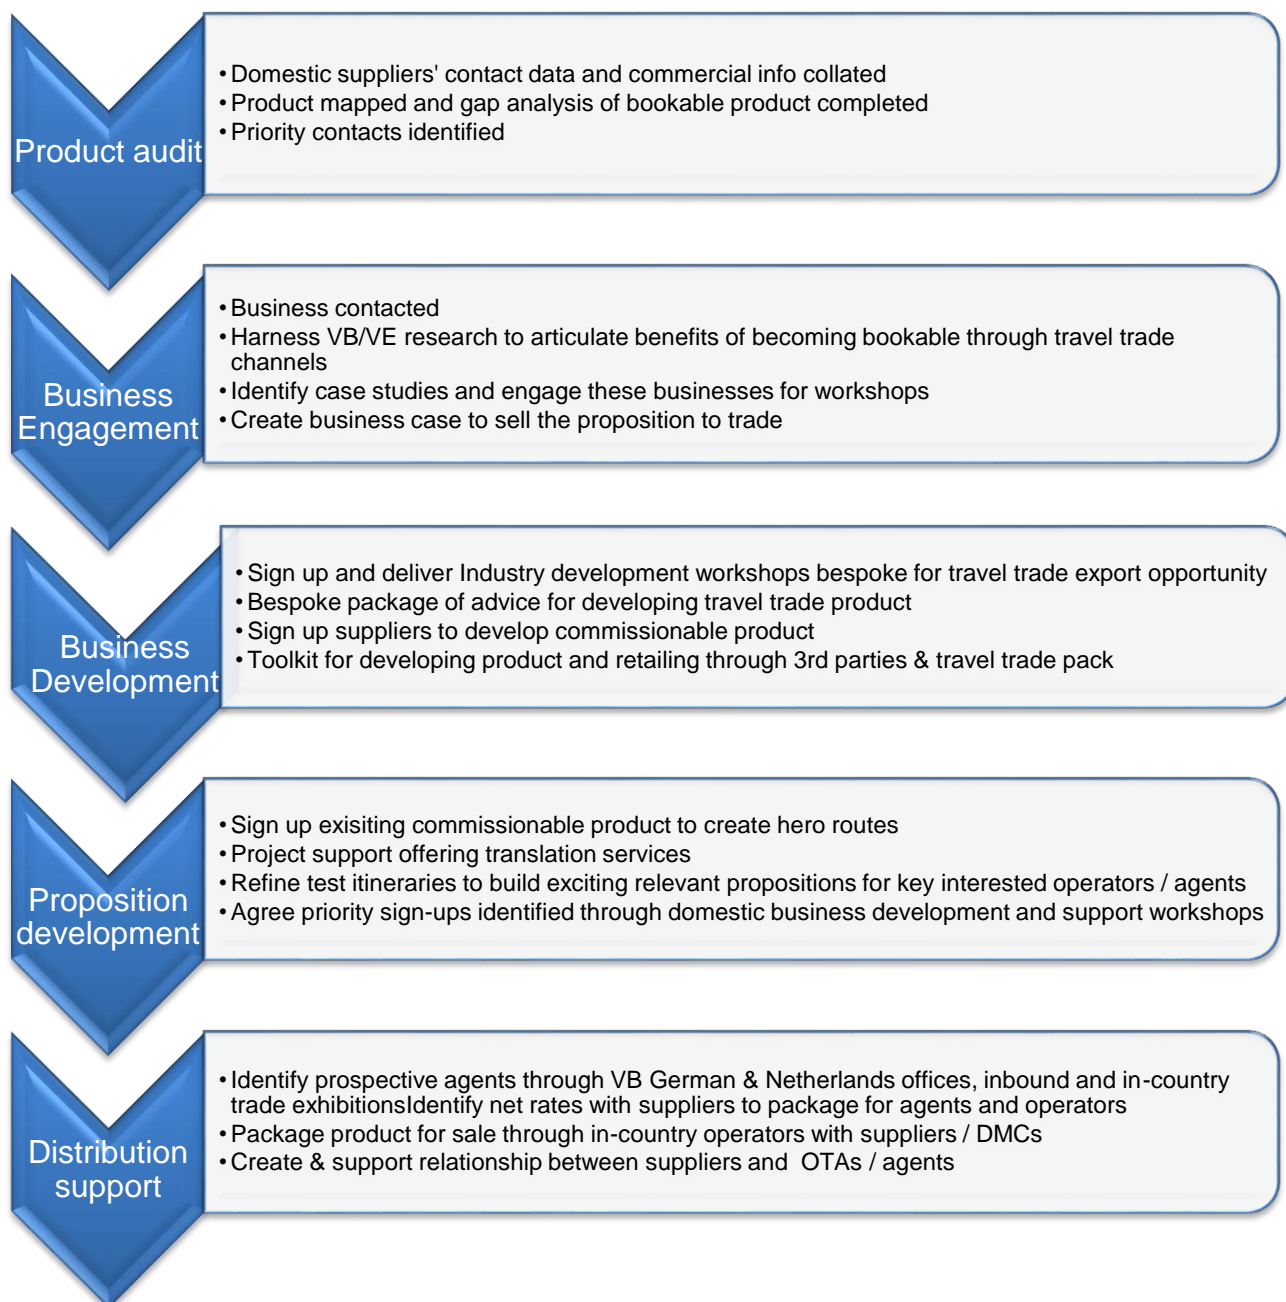 Product audit
•Domestic suppliers' contact data and commercial info collated
•Product mapped and gap analysis of bookable product completed
•Priority contacts identified
Business
Engagement
•Business contacted
•Harness VB/VE research to articulate benefits of becoming bookable through travel trade
channels
•Identify case studies and engage these businesses for workshops
•Create business case to sell the proposition to trade
Business
Development
•Sign up and deliver Industry development workshops bespoke for travel trade export opportunity
•Bespoke package of advice for developing travel trade product
•Sign up suppliers to develop commissionable product
•Toolkit for developing product and retailing through 3rd parties & travel trade pack
Proposition
development
•Sign up exisiting commissionable product to create hero routes
•Project support offering translation services
•Refine test itineraries to build exciting relevant propositions for key interested operators / agents
•Agree priority sign-ups identified through domestic business development and support workshops
Distribution
support
•Identify prospective agents through VB German & Netherlands offices, inbound and in-country
trade exhibitionsIdentify net rates with suppliers to package for agents and operators
•Package product for sale through in-country operators with suppliers / DMCs
•Create & support relationship between suppliers and OTAs / agents